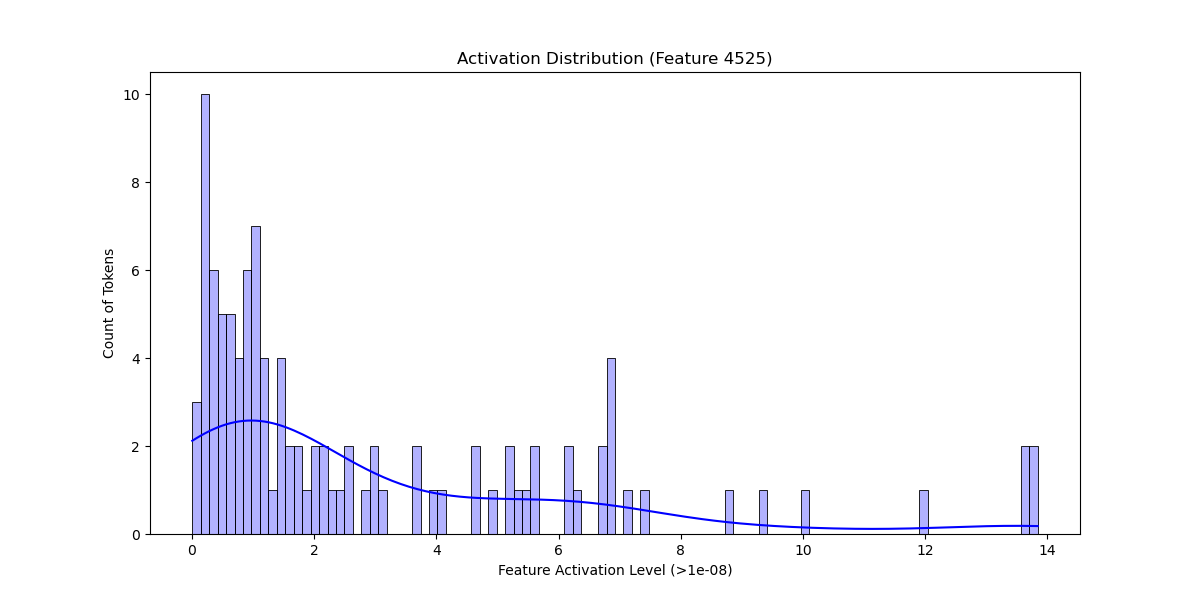 Activation Distribution (Feature 4525)
10
8
6
4
2
0
Count of Tokens
0 2 4 6 8 10 12 14
Feature Activation Level (>1e-08)